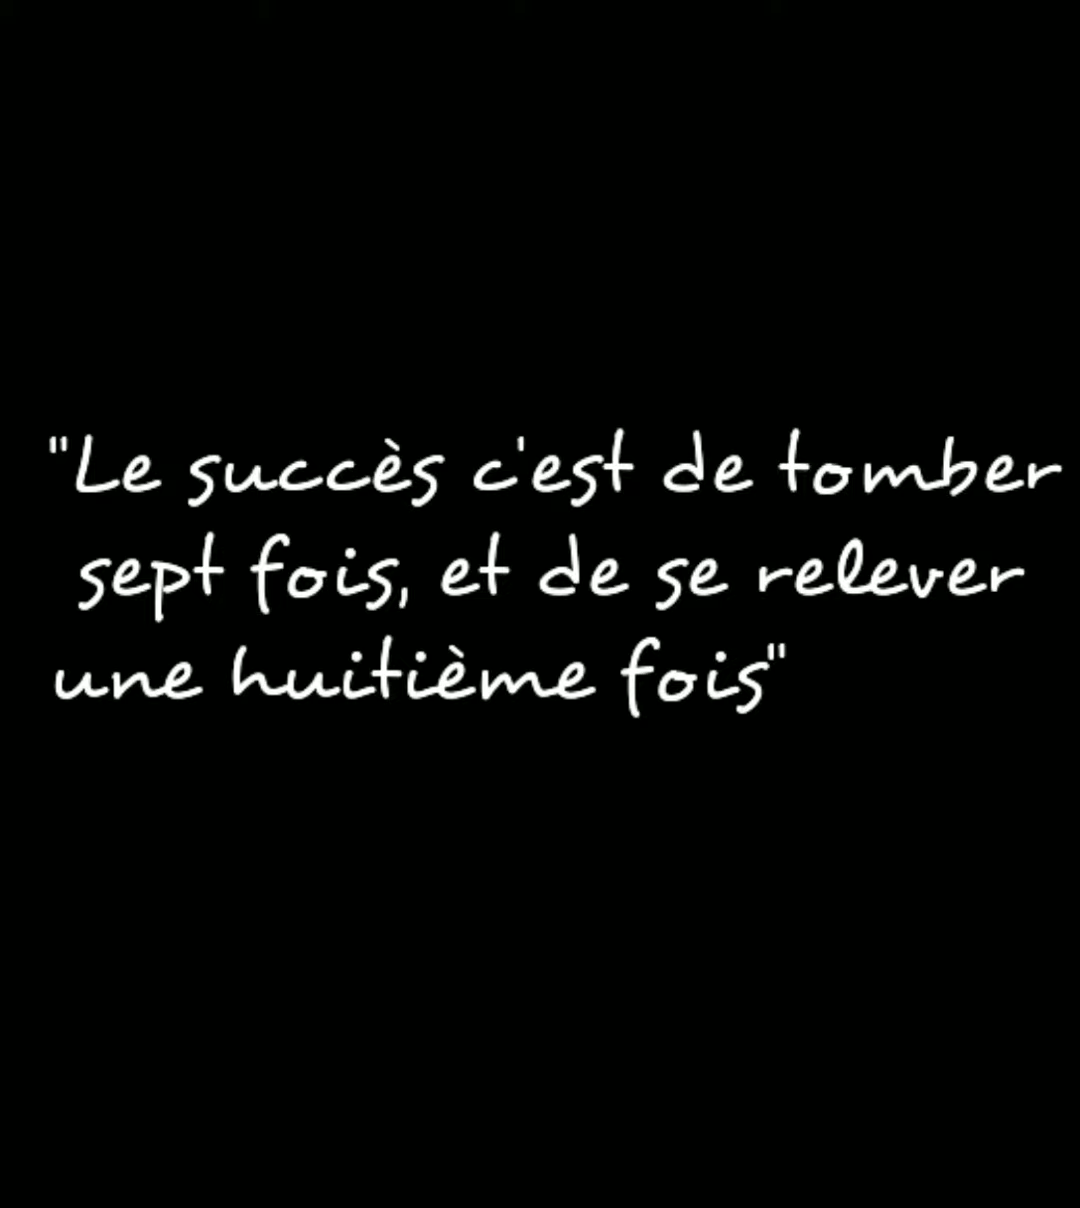 "Le succès c'est de tomber
sept fois, et de se relever
une huitième fois"